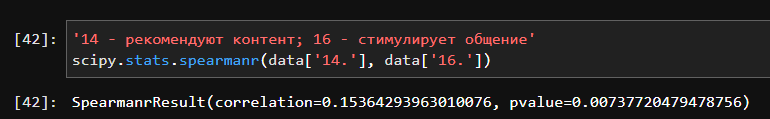 [42]: '14 - рекомендуют контент; 16 - стимулирует общение'
scipy.stats.spearmanr(data['14.'], data['16.'])
[42]: SpearmanrResult(correlation=0.15364293963010076, pvalue=0.00737720479478756)